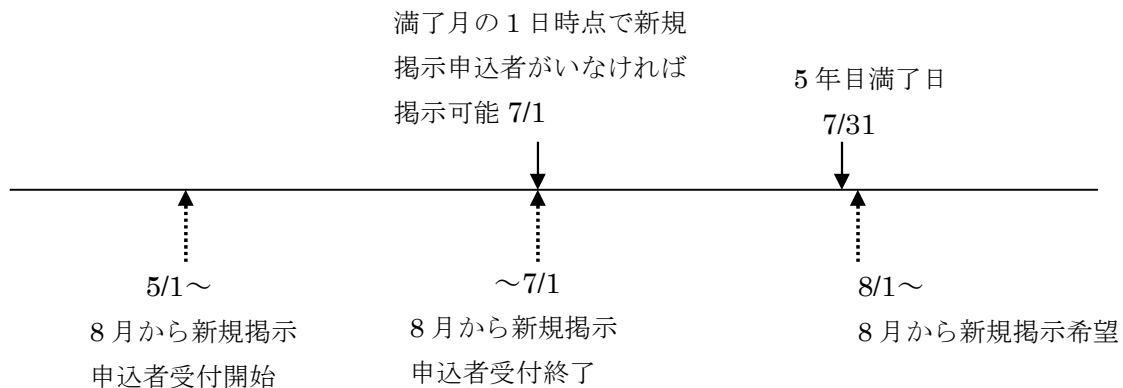 満了月の1日時点で新規
掲示申込者がいなければ
掲示可能 7/1
5年目満了日
7/31
5/1～
8月から新規掲示
申込者受付開始
～7/1
8月から新規掲示
申込者受付終了
8/1～
8月から新規掲示希望